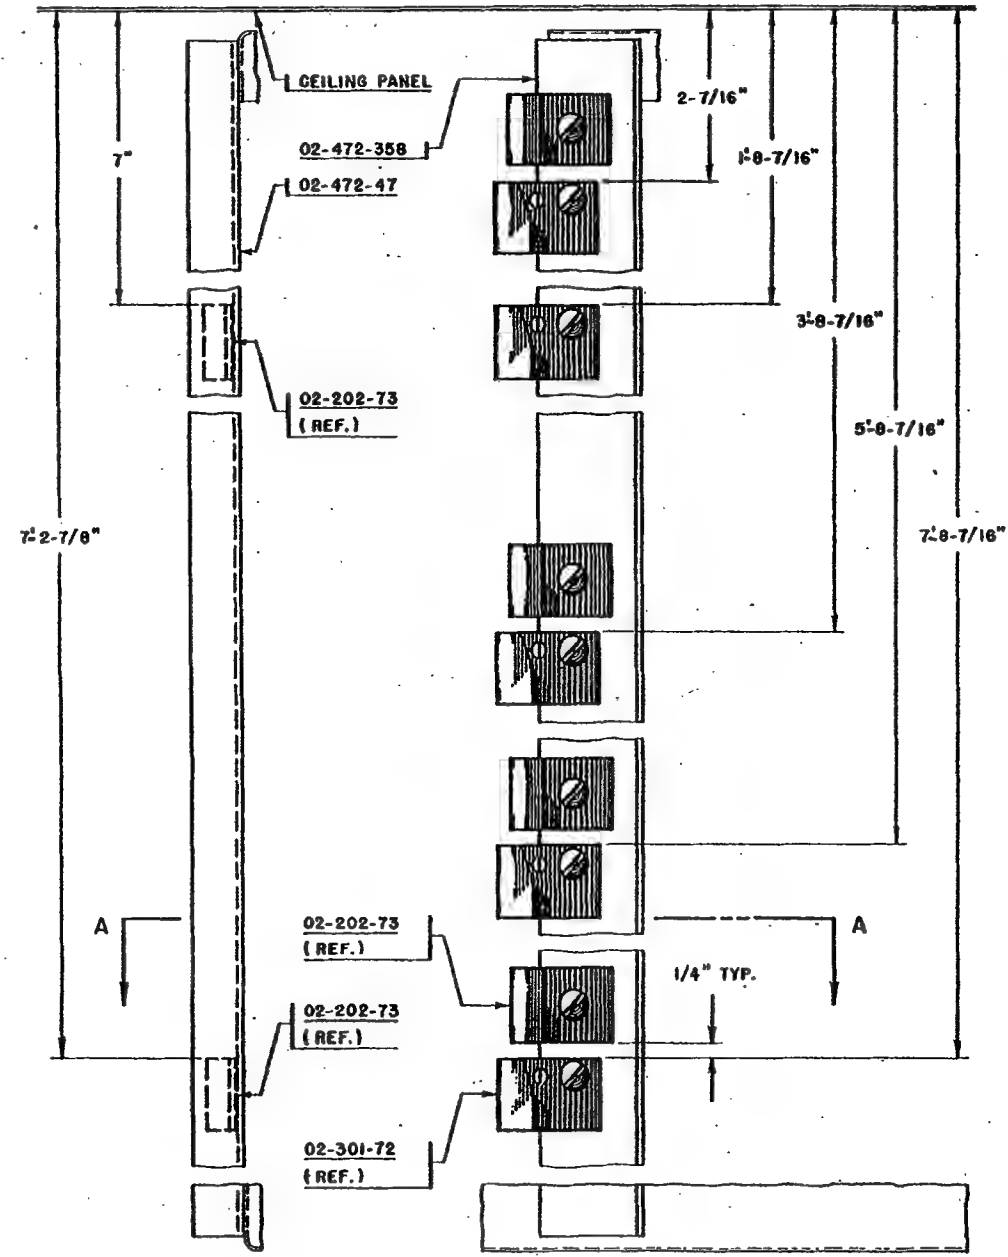 CEILING PANEL
2-7/16"
02-472-358
7"
1'-8-7/16"
02-472-47
3'-8-7/16"
02-202-73
(REF.)
5'-8-7/16"
7'-2-7/8"
7'-8-7/16"
A
02-202-73
(REF.)
A
1/4" TYP.
02-202-73
(REF.)
02-301-72
(REF.)